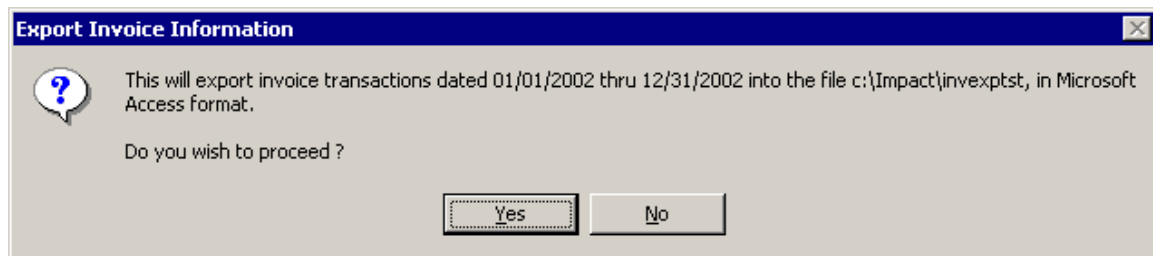 Export Invoice Information
?
This will export invoice transactions dated 01/01/2002 thru 12/31/2002 into the file c:\Impact\invexptst, in Microsoft
Access format.
Do you wish to proceed ?
Yes
No